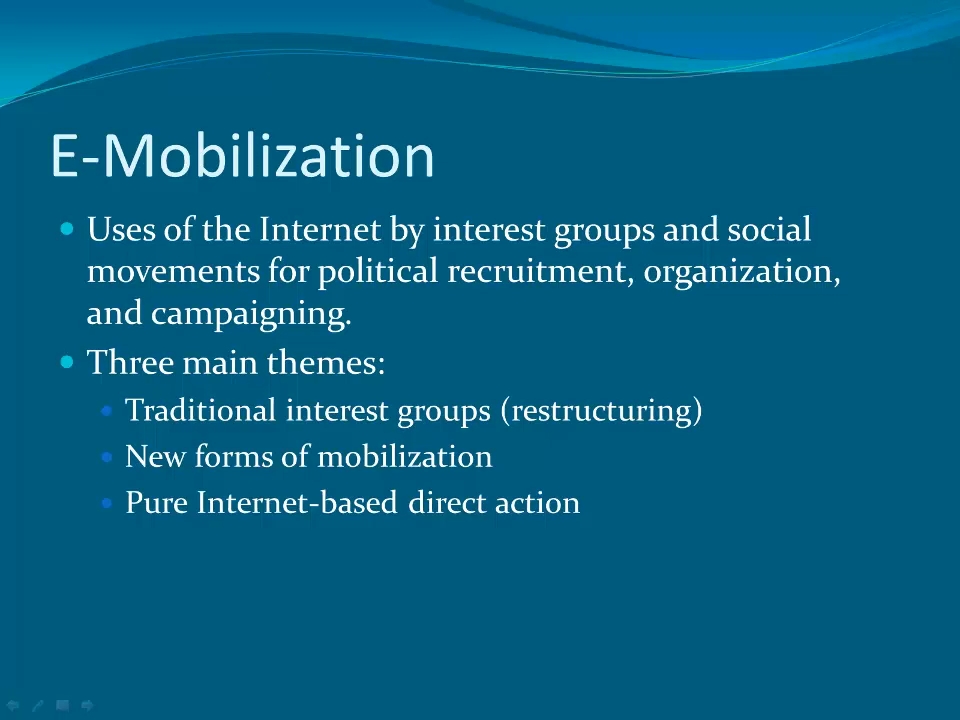 E-Mobilization
Uses of the Internet by interest groups and social
movements for political recruitment, organization,
and campaigning.
Three main themes:
Traditional interest groups (restructuring)
New forms of mobilization
Pure Internet-based direct action